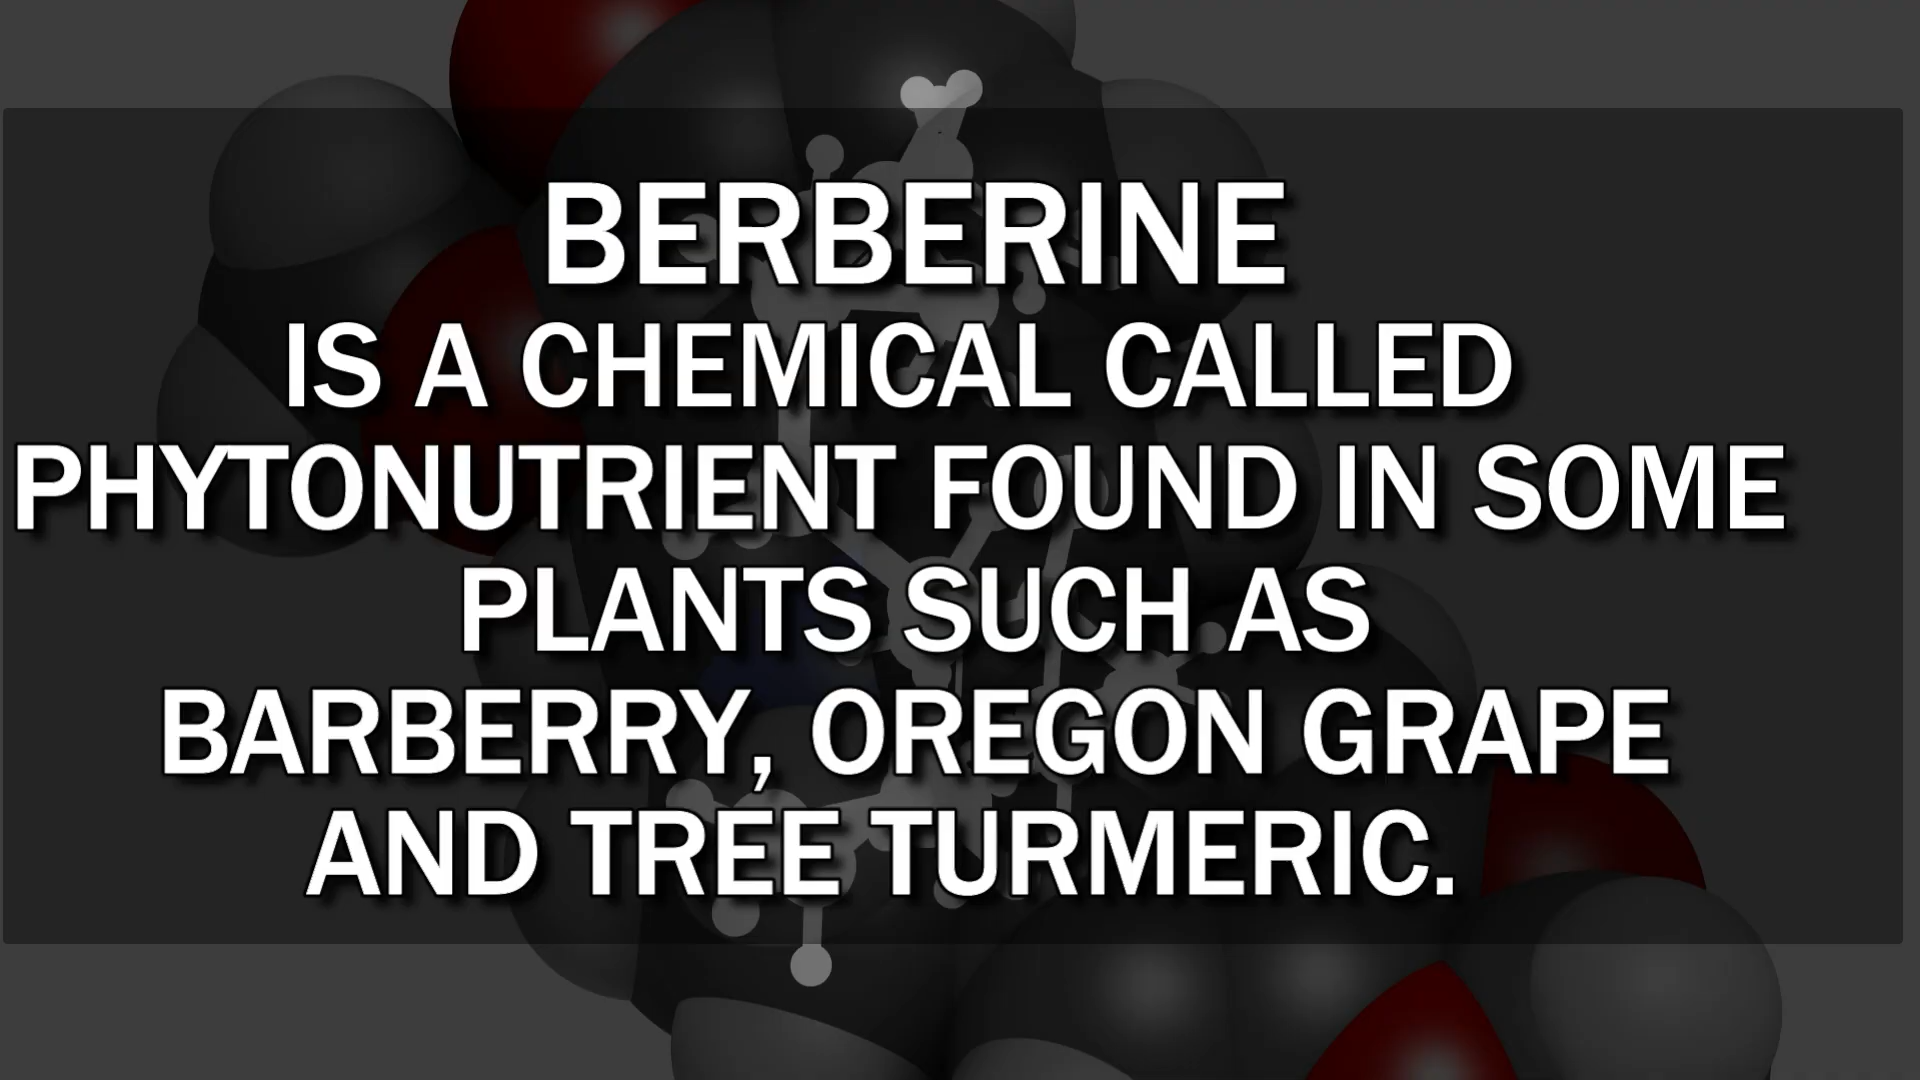 BERBERINE
IS A CHEMICAL CALLED
PHYTONUTRIENT FOUND IN SOME
PLANTS SUCH AS
BARBERRY, OREGON GRAPE
AND TREE TURMERIC.